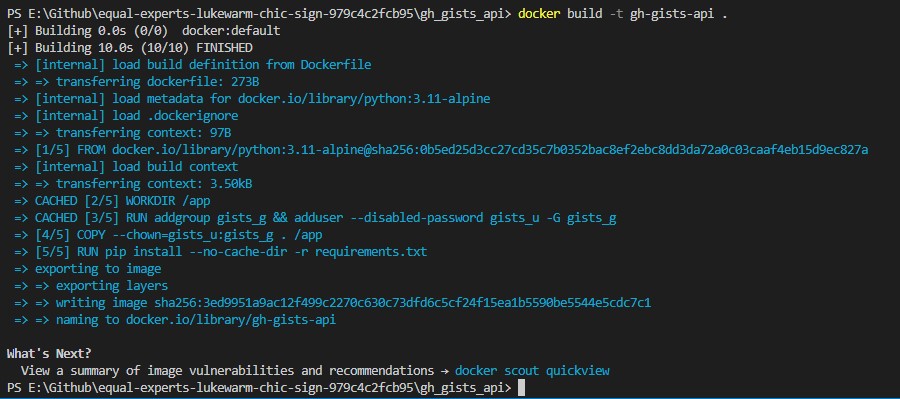 PS E:\Github\equal-experts-lukewarm-chic-sign-979c4c2fcb95\gh_gists_api> docker build -t gh-gists-api .
[+] Building 0.0s (0/0)  docker:default
[+] Building 10.0s (10/10) FINISHED
=> [internal] load build definition from Dockerfile
=> => transferring dockerfile: 273B
=> [internal] load metadata for docker.io/library/python:3.11-alpine
=> [internal] load .dockerignore
=> => transferring context: 97B
=> [1/5] FROM docker.io/library/python:3.11-alpine@sha256:0b5ed25d3cc27cd35c7b0352bac8ef2ebc8dd3da72a0c03caaf4eb15d9ec827a
=> [internal] load build context
=> => transferring context: 3.50kB
=> CACHED [2/5] WORKDIR /app
=> CACHED [3/5] RUN addgroup gists_g && adduser --disabled-password gists_u -G gists_g
=> [4/5] COPY --chown=gists_u:gists_g . /app
=> [5/5] RUN pip install --no-cache-dir -r requirements.txt
=> exporting to image
=> => exporting layers
=> => writing image sha256:3ed9951a9ac12f499c2270c630c73dfd6c5cf24f15ea1b5590be5544e5cdc7c1
=> => naming to docker.io/library/gh-gists-api
What's Next?
View a summary of image vulnerabilities and recommendations → docker scout quickview
PS E:\Github\equal-experts-lukewarm-chic-sign-979c4c2fcb95\gh_gists_api>